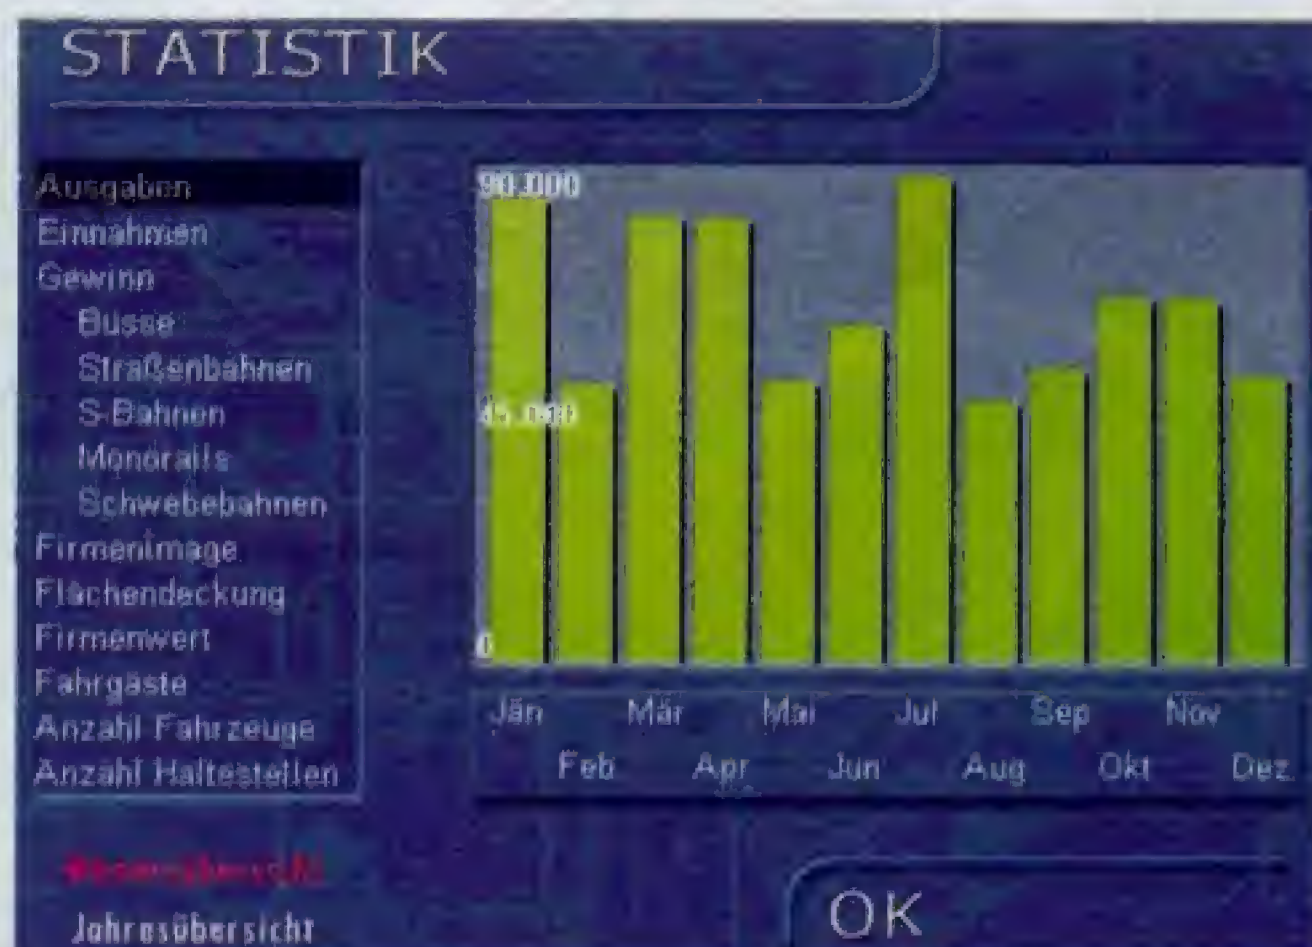 STATISTIK
Ausgaben
Einnahmen
Gewinn
Busse
Straßenbahnen
S-Bahnen
Monorails
Schwebebahnen
Firmenimage
Flächendeckung
Firmenwert
Fahrgäste
Anzahl Fahrzeuge
Anzahl Haltestellen
Jahresübersicht
90.000
0
Jän Mär Mai Jul Sep Nov
Feb Apr Jun Aug Okt Dez
OK